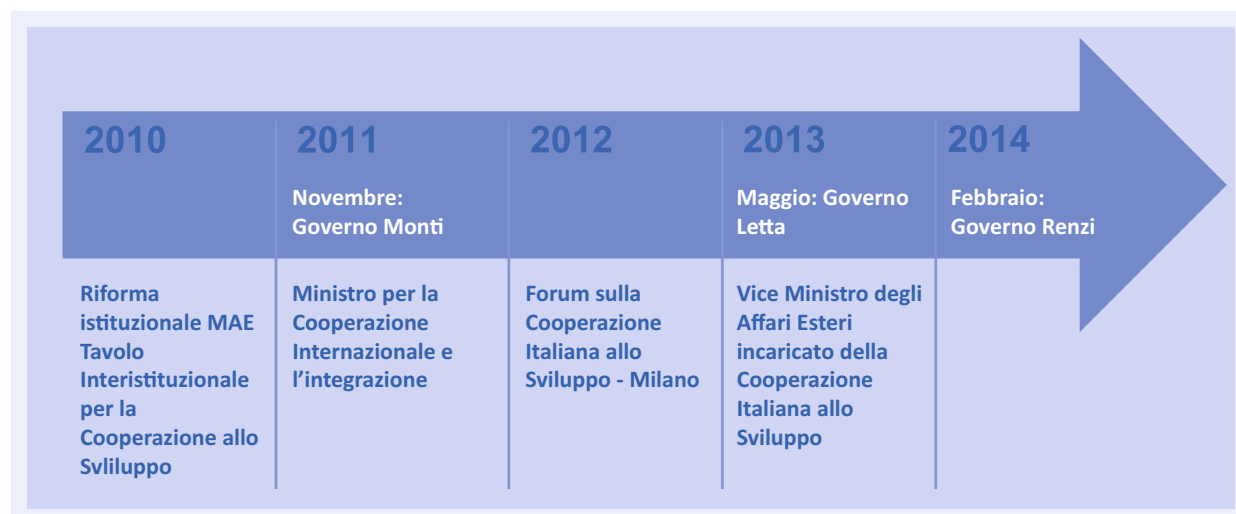 2010
2011
2012
2013
2014
Novembre:
Governo Monti
Maggio: Governo
Letta
Febbraio:
Governo Renzi
Riforma
istituzionale MAE
Tavolo
Interistituzionale
per la
Cooperazione allo
Svliluppo
Ministro per la
Cooperazione
Internazionale e
l’integrazione
Forum sulla
Cooperazione
Italiana allo
Sviluppo - Milano
Vice Ministro degli
Affari Esteri
incaricato della
Cooperazione
Italiana allo
Sviluppo